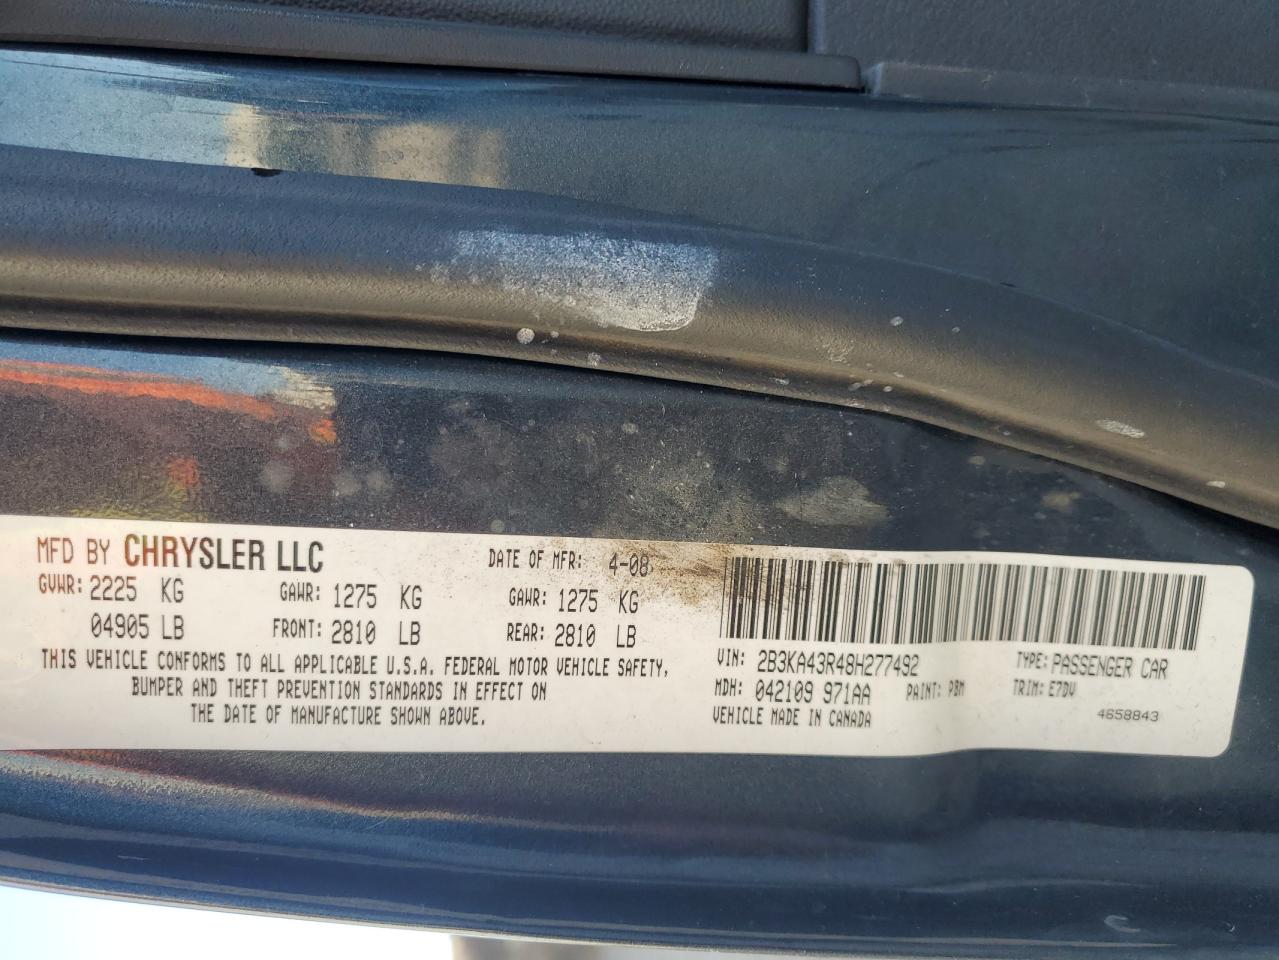 MFD BY CHRYSLER LLC DATE OF MFR: 4-08
GVWR: 2225 KG GAWR: 1275 KG GAWR: 1275 KG
04905 LB FRONT: 2810 LB REAR: 2810 LB
THIS VEHICLE CONFORMS TO ALL APPLICABLE U.S.A. FEDERAL MOTOR VEHICLE SAFETY,
BUMPER AND THEFT PREVENTION STANDARDS IN EFFECT ON
THE DATE OF MANUFACTURE SHOWN ABOVE.
VIN: 2B3KA43R48H277492 TYPE: PASSENGER CAR
MDH: 042109 971AA PAINT: PBM TRIM: E7DV
VEHICLE MADE IN CANADA 4658843